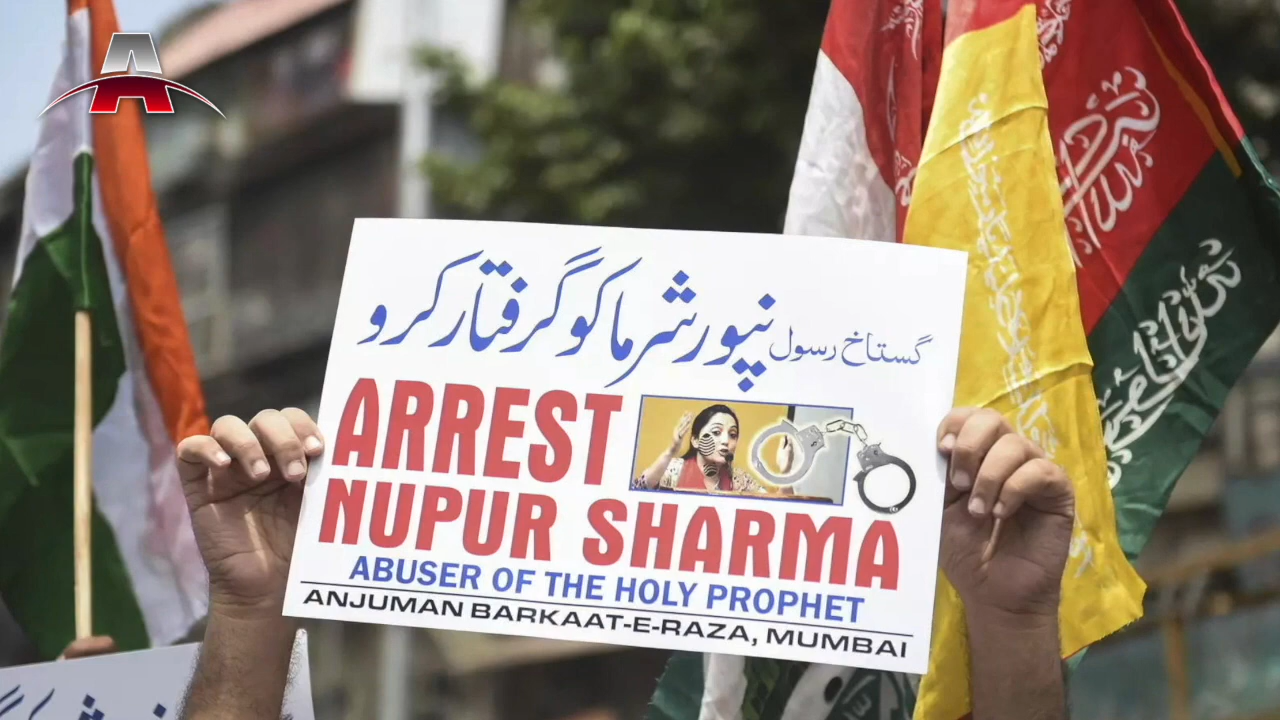 A
گستاخ رسول نپور شرما کو گرفتار کرو
ARREST
NUPUR SHARMA
ABUSER OF THE HOLY PROPHET
ANJUMAN BARKAAT-E-RAZA, MUMBAI